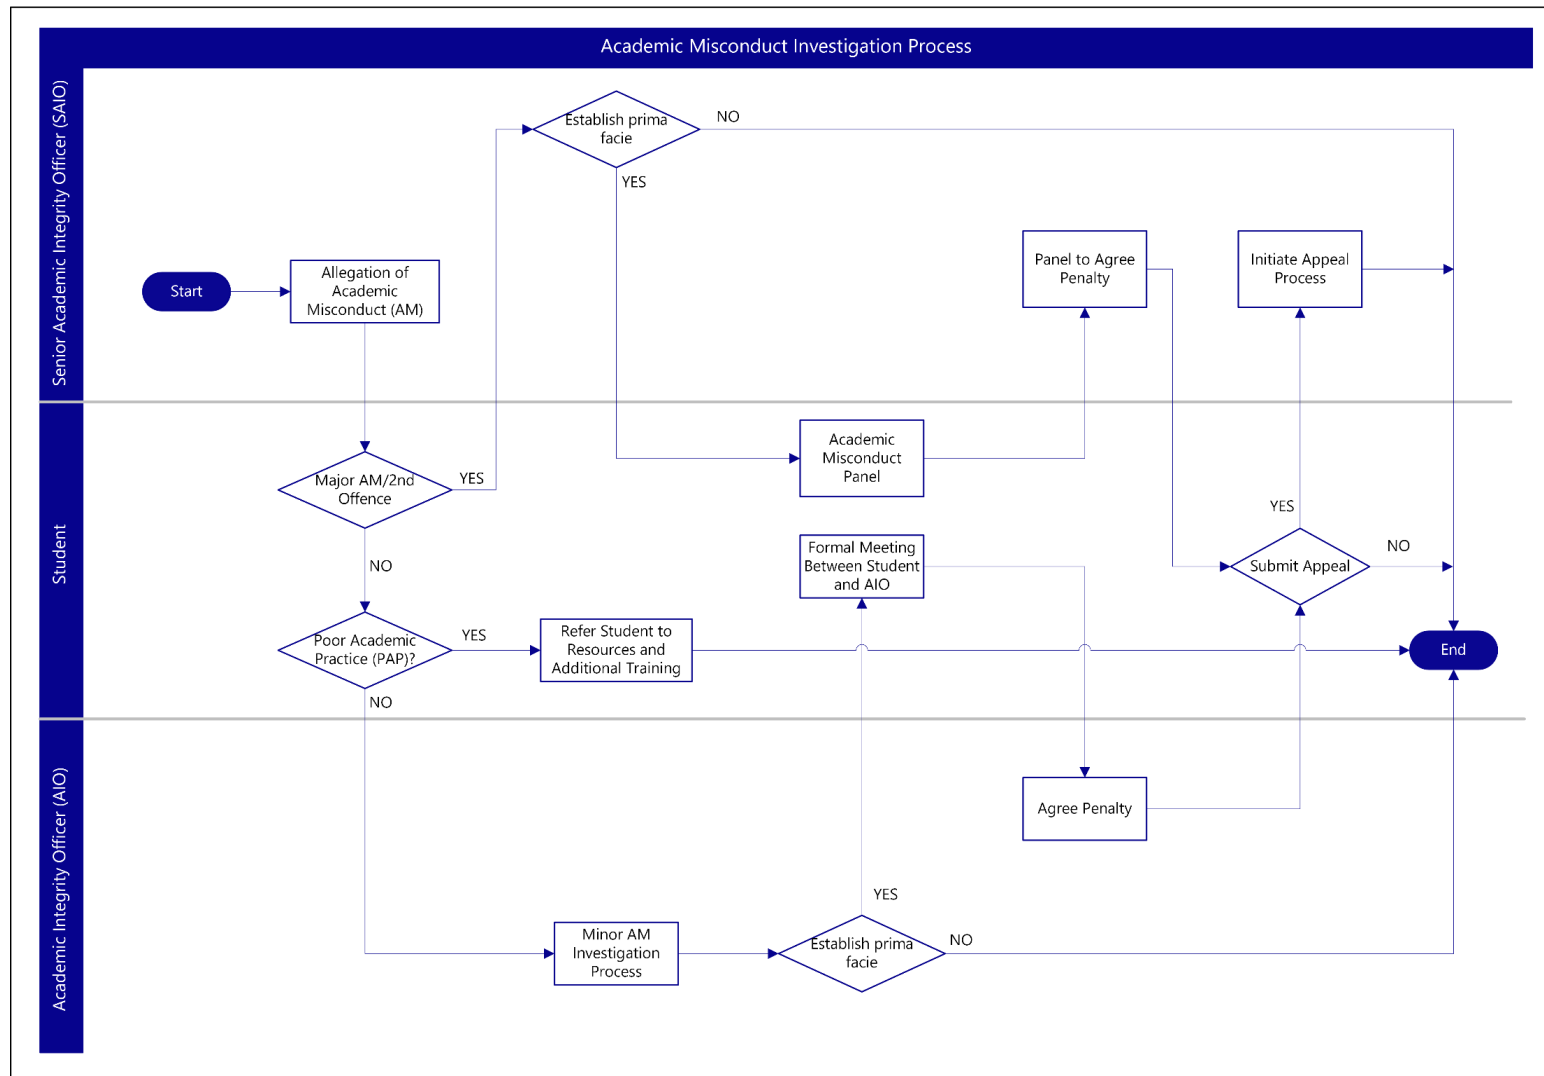 Academic Misconduct Investigation Process
Senior Academic Integrity Officer (SAIO)
Establish prima
facie
NO
YES
Start
Allegation of
Academic
Misconduct (AM)
Panel to Agree
Penalty
Initiate Appeal
Process
Student
Major AM/2nd
Offence
YES
NO
Academic
Misconduct
Panel
Formal Meeting
Between Student
and AIO
YES
Submit Appeal
NO
Poor Academic
Practice (PAP)?
YES
NO
Refer Student to
Resources and
Additional Training
End
Academic Integrity Officer (AIO)
Agree Penalty
Minor AM
Investigation
Process
YES
Establish prima
facie
NO